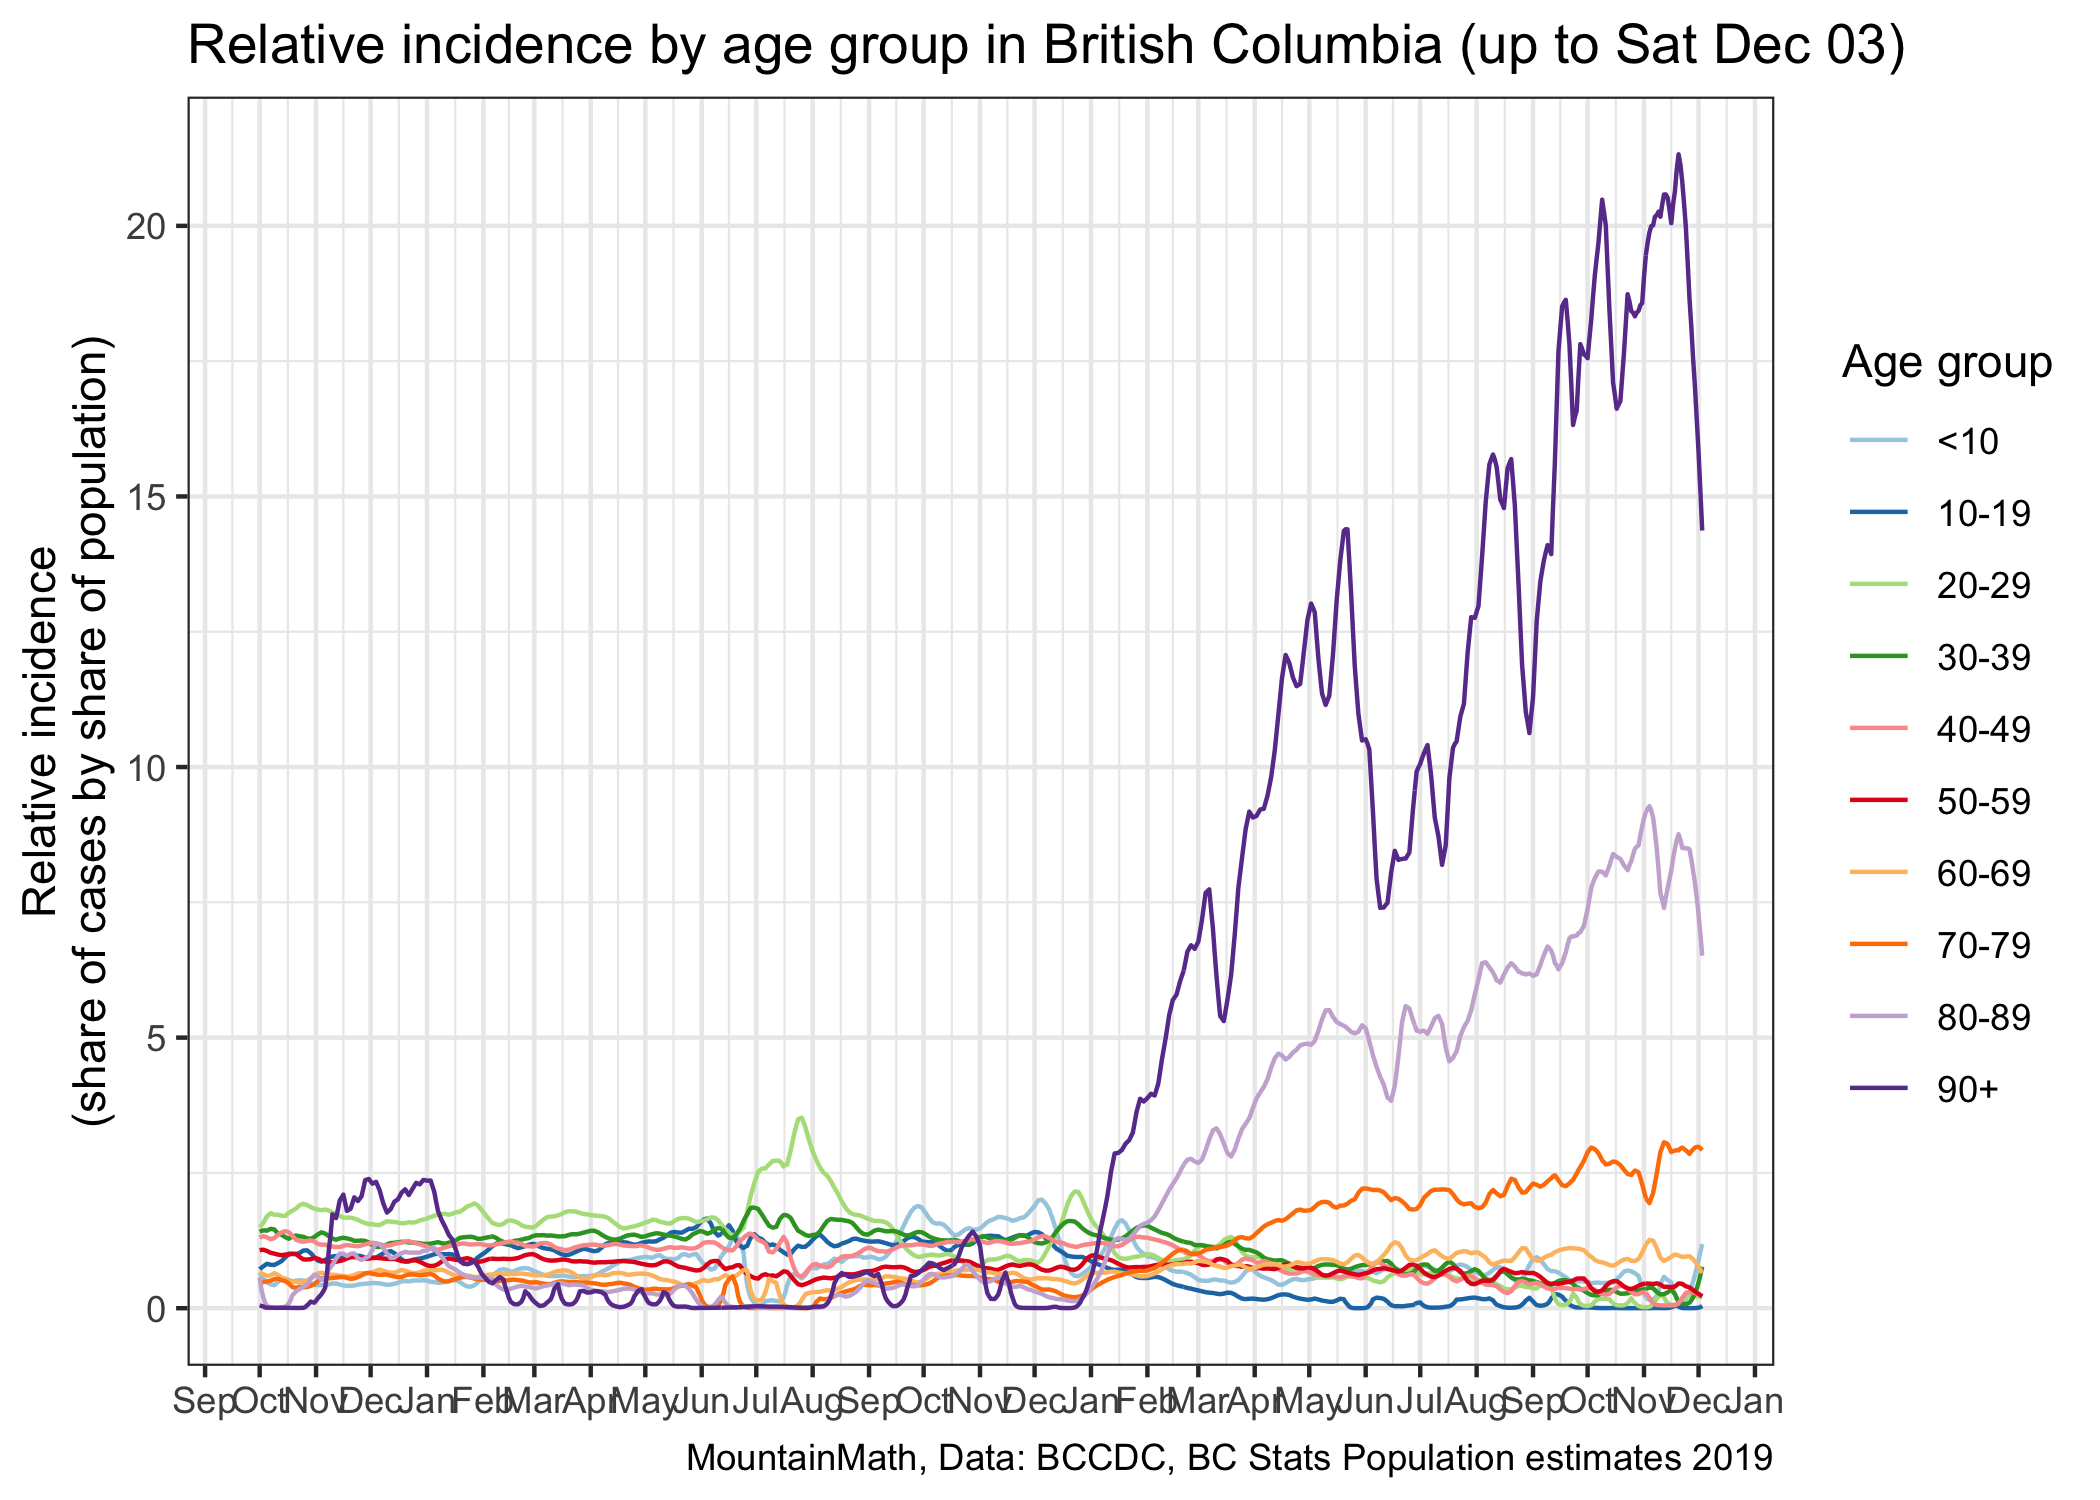 Relative incidence by age group in British Columbia (up to Sat Dec 03)
Relative incidence
(share of cases by share of population)
20
15
10
5
0
Sep Oct Nov Dec Jan Feb Mar Apr May Jun Jul Aug Sep Oct Nov Dec Jan Feb Mar Apr May Jun Jul Aug Sep Oct Nov Dec Jan
Age group
<10
10-19
20-29
30-39
40-49
50-59
60-69
70-79
80-89
90+
MountainMath, Data: BCCDC, BC Stats Population estimates 2019